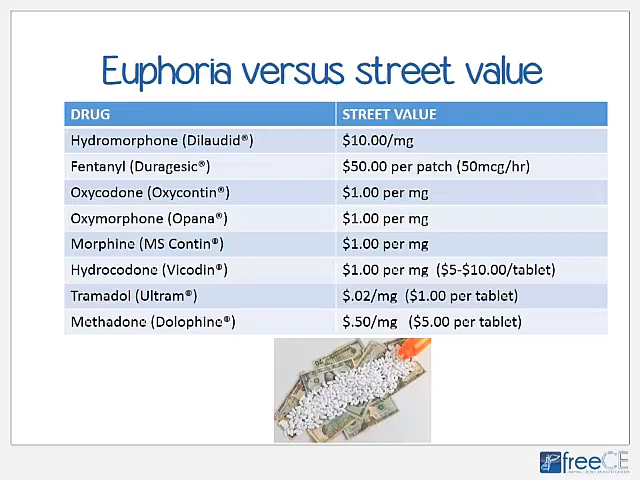 Euphoria versus street value
DRUG STREET VALUE
Hydromorphone (Dilaudid®) $10.00/mg
Fentanyl (Duragesic®) $50.00 per patch (50mcg/hr)
Oxycodone (Oxycontin®) $1.00 per mg
Oxymorphone (Opana®) $1.00 per mg
Morphine (MS Contin®) $1.00 per mg
Hydrocodone (Vicodin®) $1.00 per mg ($5-$10.00/tablet)
Tramadol (Ultram®) $.02/mg ($1.00 per tablet)
Methadone (Dolophine®) $.50/mg ($5.00 per tablet)
freeCE